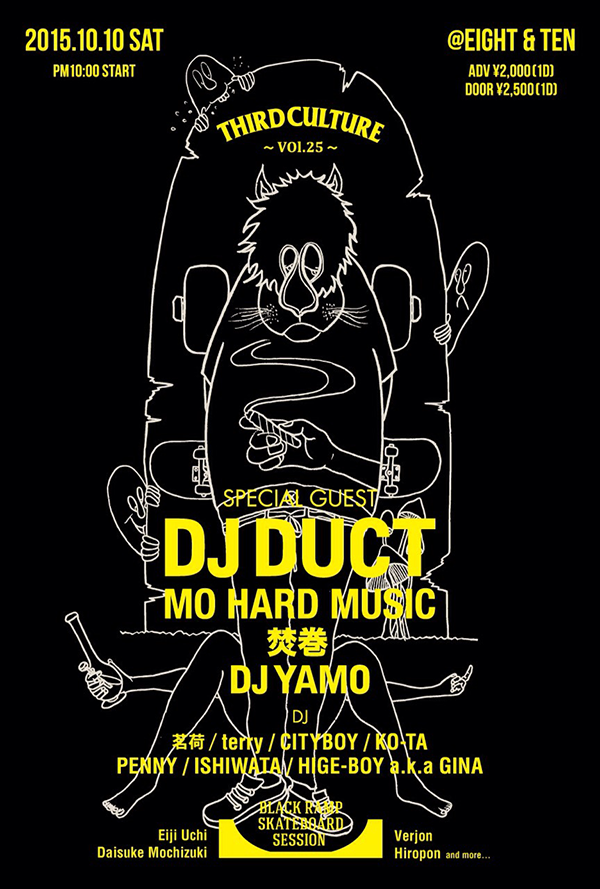 2015.10.10 SAT
PM10:00 START
@EIGHT & TEN
ADV ¥2,000(1D)
DOOR ¥2,500(1D)
THIRD CULTURE
~ VOl.25 ~
SPECIAL GUEST
DJ DUCT
MO HARD MUSIC
焚巻
DJ YAMO
DJ
茗荷 / terry / CITYBOY / KO-TA
PENNY / ISHIWATA / HIGE-BOY a.k.a GINA
BLACK RAMP
SKATEBOARD
SESSION
Eiji Uchi
Daisuke Mochizuki
Verjon
Hiropon and more...